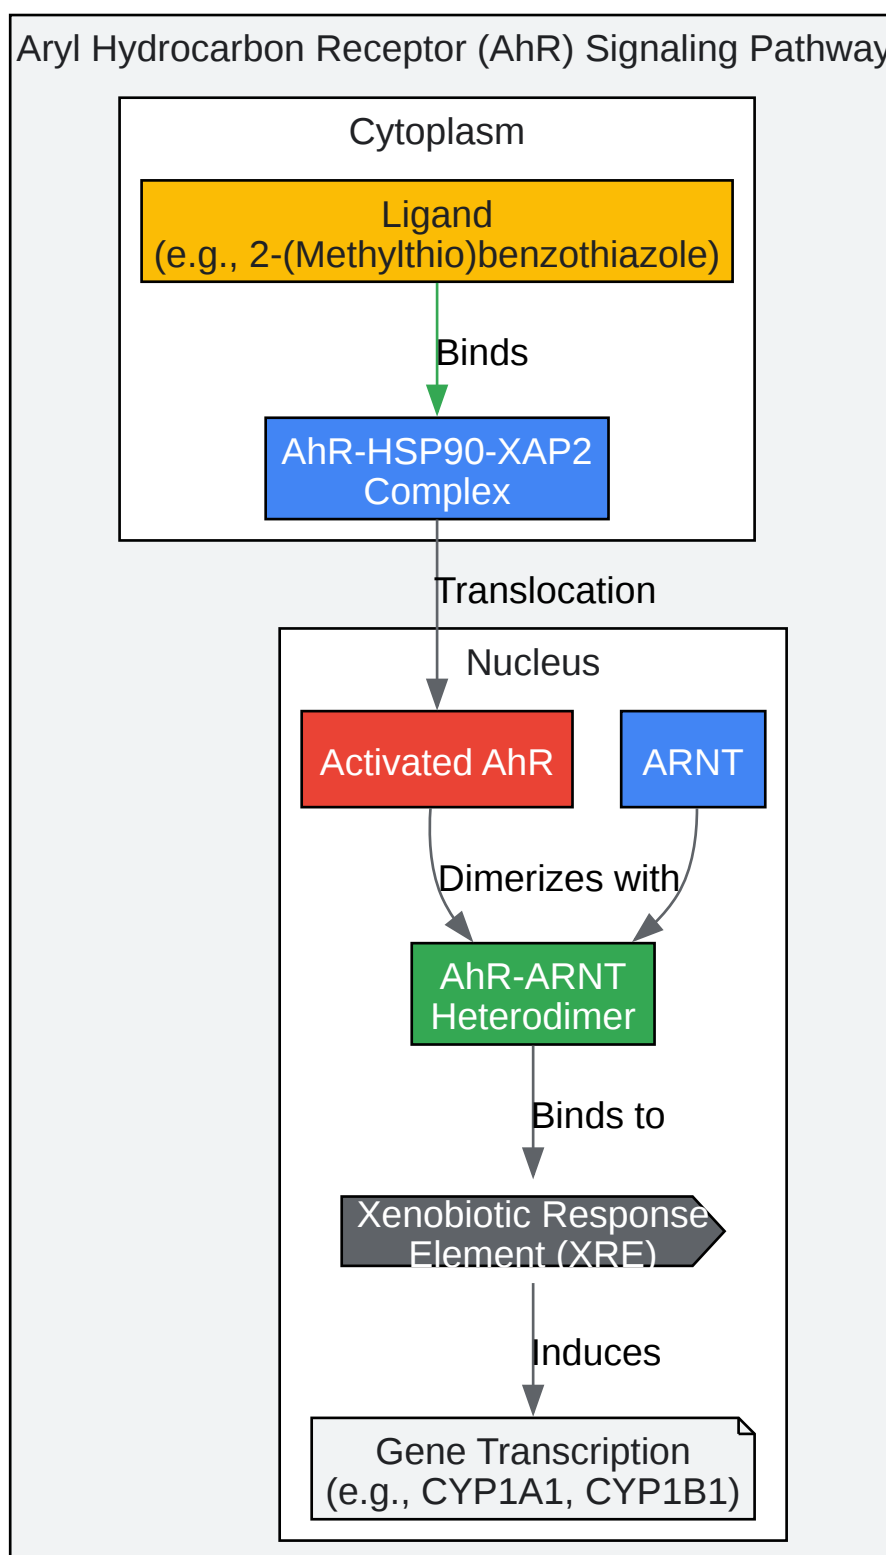 Aryl Hydrocarbon Receptor (AhR) Signaling Pathway
Cytoplasm
Ligand
(e.g., 2-(Methylthio)benzothiazole)
Binds
AhR-HSP90-XAP2
Complex
Translocation
Nucleus
Activated AhR
ARNT
Dimerizes with
AhR-ARNT
Heterodimer
Binds to
Xenobiotic Response
Element (XRE)
Induces
Gene Transcription
(e.g., CYP1A1, CYP1B1)